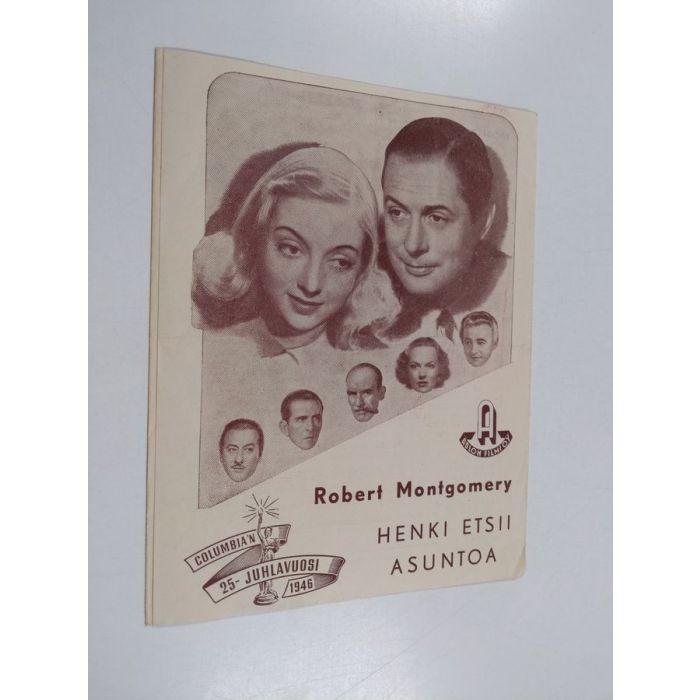 ADLON FILMI OY
Robert Montgomery
HENKI ETSII
ASUNTOA
COLUMBIA'N
25- JUHLAVUOSI
1946